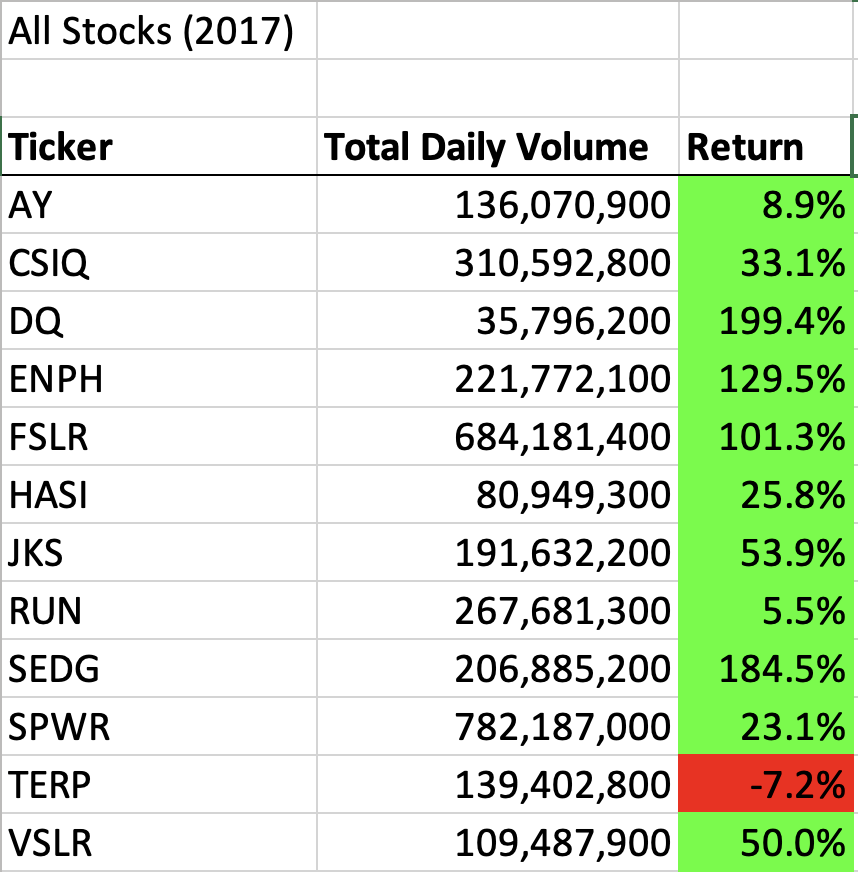 All Stocks (2017)
Ticker Total Daily Volume Return
AY 136,070,900 8.9%
CSIQ 310,592,800 33.1%
DQ 35,796,200 199.4%
ENPH 221,772,100 129.5%
FSLR 684,181,400 101.3%
HASI 80,949,300 25.8%
JKS 191,632,200 53.9%
RUN 267,681,300 5.5%
SEDG 206,885,200 184.5%
SPWR 782,187,000 23.1%
TERP 139,402,800 -7.2%
VSLR 109,487,900 50.0%